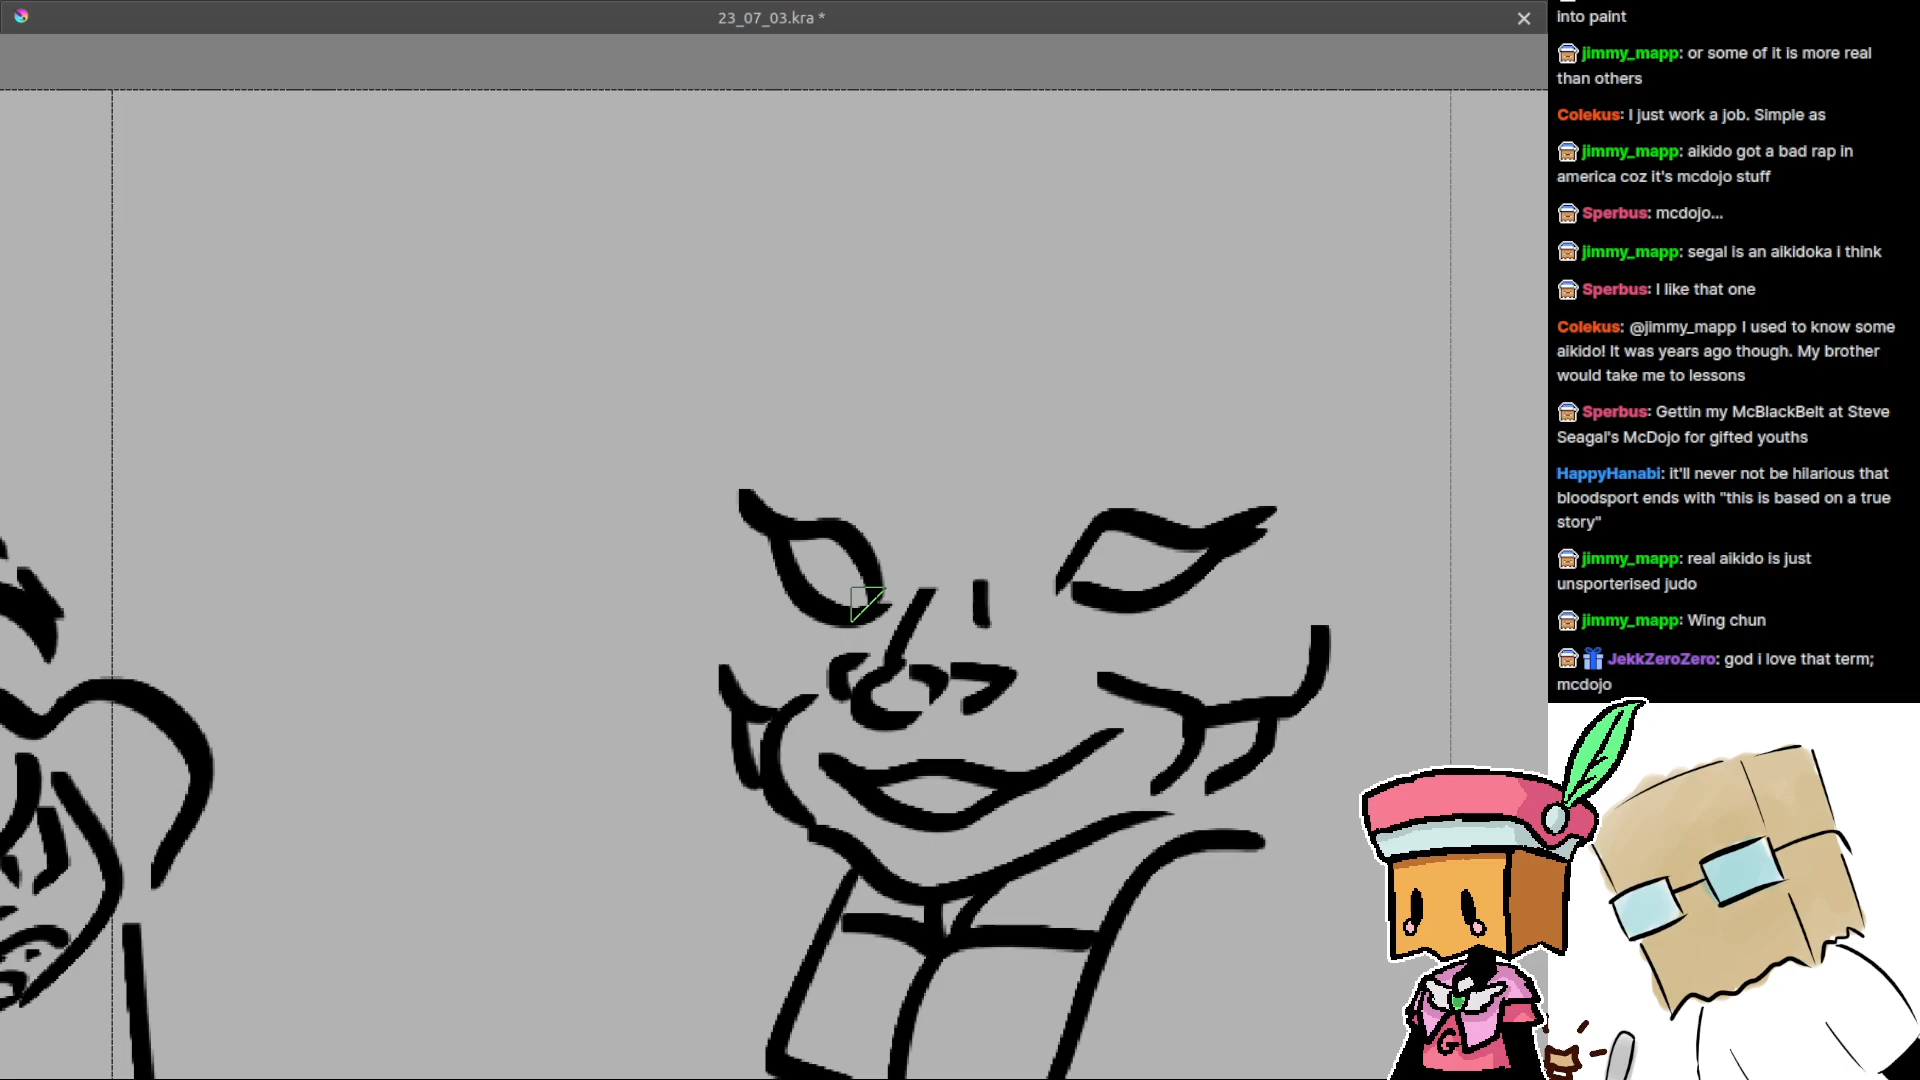 23_07_03.kra *
into paint
jimmy_mapp: or some of it is more real
than others
Colekus: I just work a job. Simple as
jimmy_mapp: aikido got a bad rap in
america coz it's mcdojo stuff
Sperbus: mcdojo...
jimmy_mapp: segal is an aikidoka i think
Sperbus: I like that one
Colekus: @jimmy_mapp I used to know some
aikido! It was years ago though. My brother
would take me to lessons
Sperbus: Gettin my McBlackBelt at Steve
Seagal's McDojo for gifted youths
HappyHanabi: it'll never not be hilarious that
bloodsport ends with "this is based on a true
story"
jimmy_mapp: real aikido is just
unsporterised judo
jimmy_mapp: Wing chun
JekkZeroZero: god i love that term;
mcdojo
G